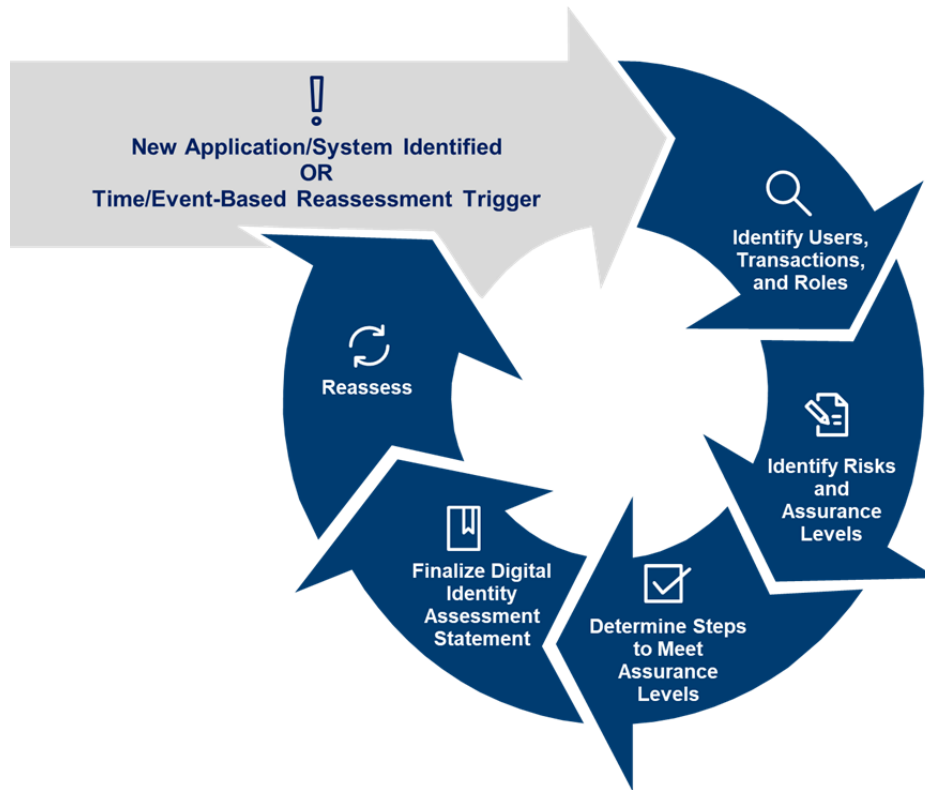 New Application/System Identified
OR
Time/Event-Based Reassessment Trigger
Identify Users,
Transactions,
and Roles
Identify Risks
and
Assurance
Levels
Determine Steps
to Meet
Assurance
Levels
Finalize Digital
Identity
Assessment
Statement
Reassess